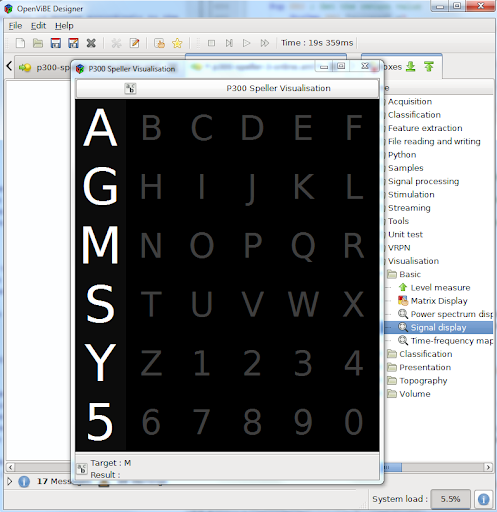 OpenViBE Designer
File Edit Help
Time : 19s 359ms
p300-sp
P300 Speller Visualisation
P300 Speller Visualisation
A B C D E F
G H I J K L
M N O P Q R
S T U V W X
Y Z 1 2 3 4
5 6 7 8 9 0
Target : M
Result :
Acquisition
Classification
Feature extraction
File reading and writing
Python
Samples
Signal processing
Stimulation
Streaming
Tools
Unit test
VRPN
Visualisation
Basic
Level measure
Matrix Display
Power spectrum disp
Signal display
Time-frequency map
Classification
Presentation
Topography
Volume
17 Messag
System load : 5.5%